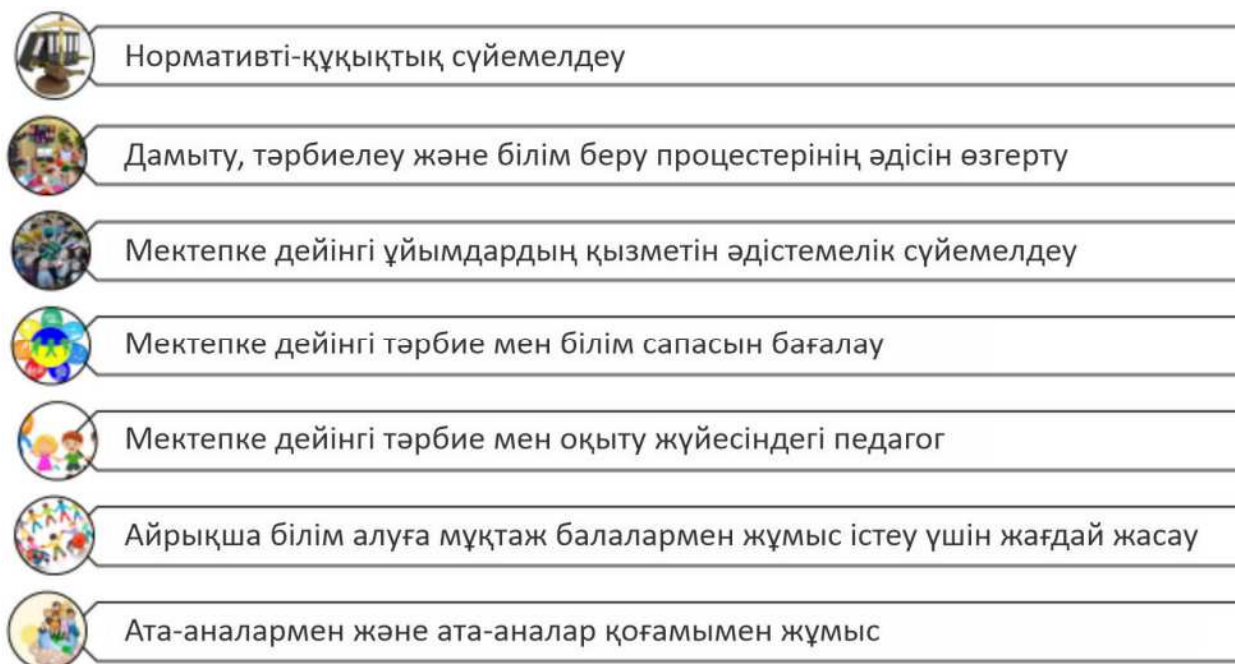 Нормативті-құқықтық сүйемелдеу
Дамыту, тәрбиелеу және білім беру процестерінің әдісін өзгерту
Мектепке дейінгі ұйымдардың қызметін әдістемелік сүйемелдеу
Мектепке дейінгі тәрбие мен білім сапасын бағалау
Мектепке дейінгі тәрбие мен оқыту жүйесіндегі педагог
Айрықша білім алуға мұқтаж балалармен жұмыс істеу үшін жағдай жасау
Ата-аналармен және ата-аналар қоғамымен жұмыс